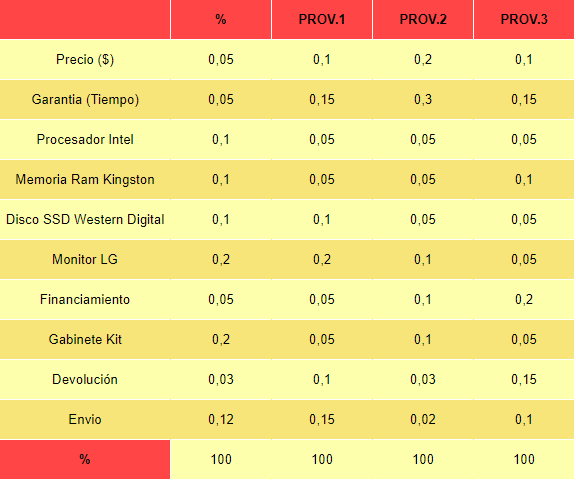 % PROV.1 PROV.2 PROV.3
Precio ($) 0,05 0,1 0,2 0,1
Garantia (Tiempo) 0,05 0,15 0,3 0,15
Procesador Intel 0,1 0,05 0,05 0,05
Memoria Ram Kingston 0,1 0,05 0,05 0,1
Disco SSD Western Digital 0,1 0,1 0,05 0,05
Monitor LG 0,2 0,2 0,1 0,05
Financiamiento 0,05 0,05 0,1 0,2
Gabinete Kit 0,2 0,05 0,1 0,05
Devolución 0,03 0,1 0,03 0,15
Envio 0,12 0,15 0,02 0,1
% 100 100 100 100